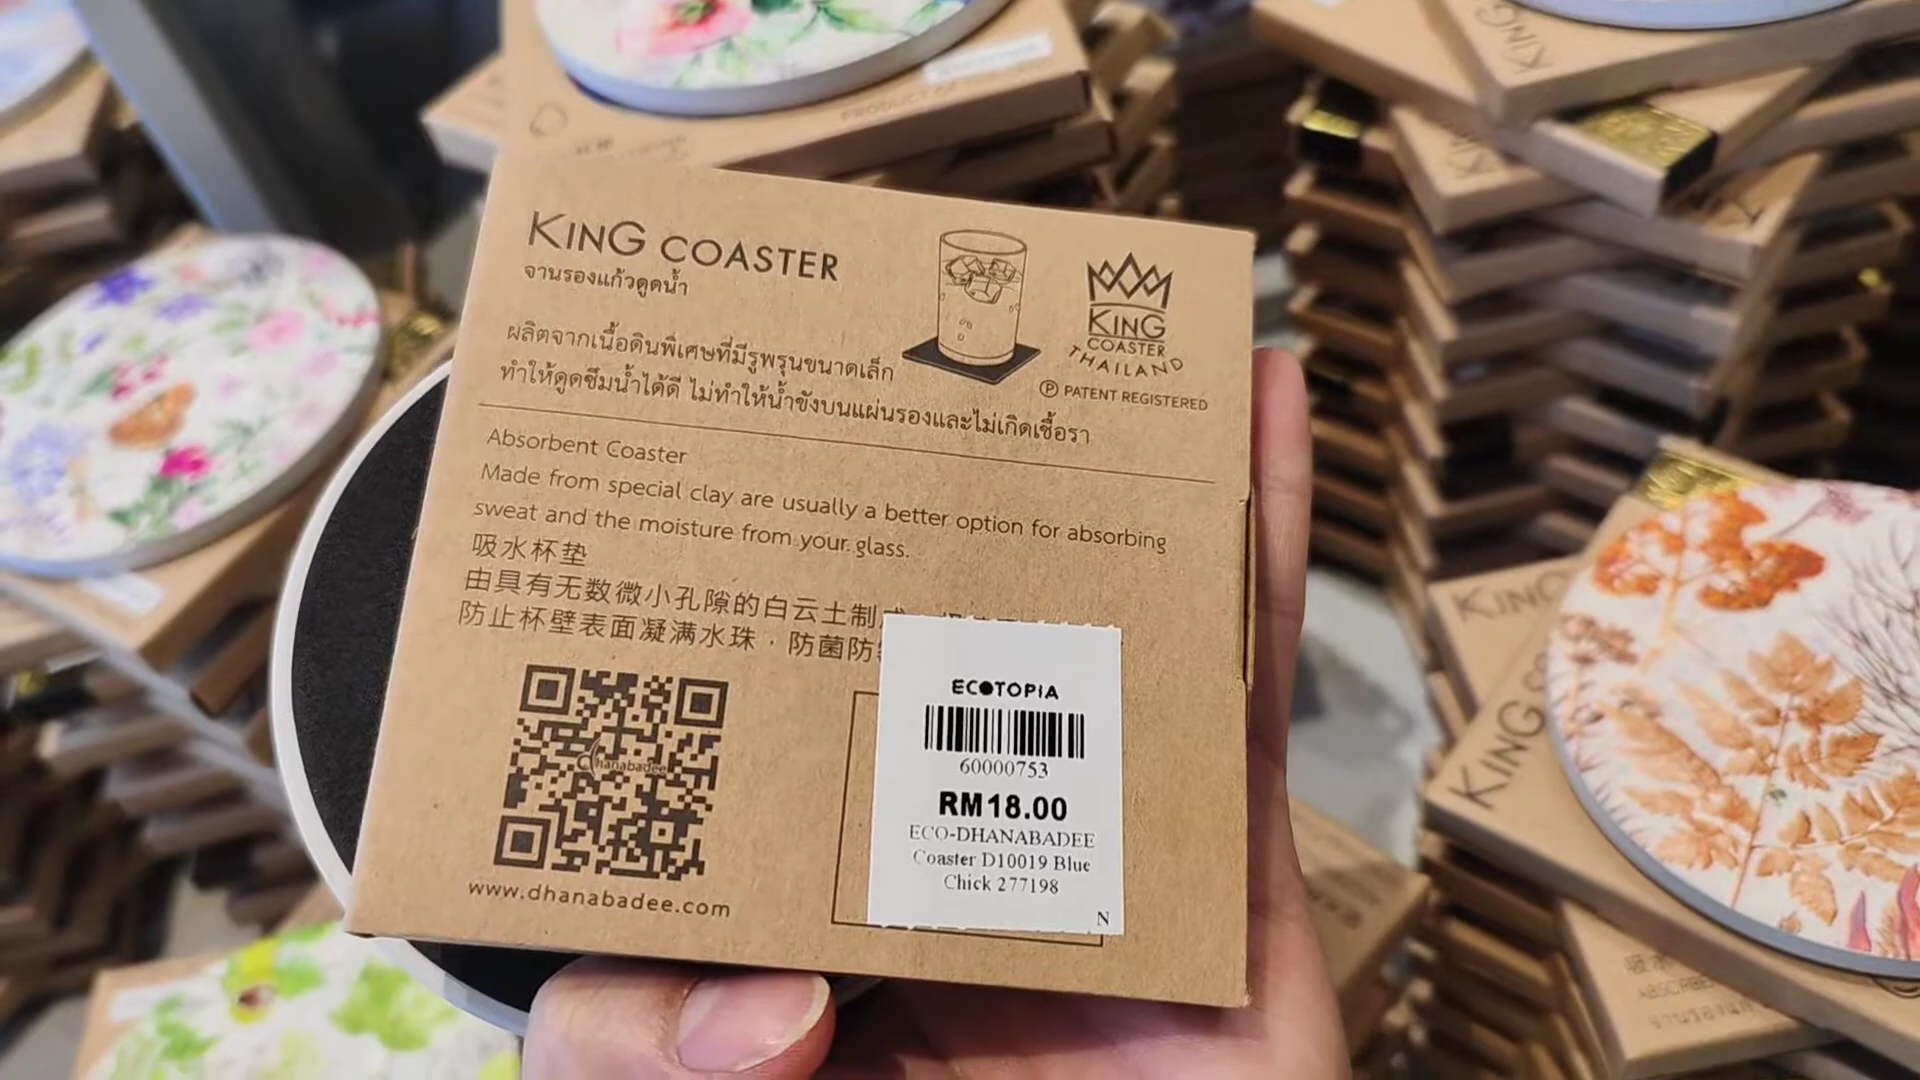 KING COASTER
จานรองแก้วดูดน้ำ
ผลิตจากเนื้อดินพิเศษที่มีรูพรุนขนาดเล็ก
ทำให้ดูดซึมน้ำได้ดี ไม่ทำให้น้ำขังบนแผ่นรองและไม่เกิดเชื้อรา
KING
COASTER
THAILAND
Ⓟ PATENT REGISTERED
Absorbent Coaster
Made from special clay are usually a better option for absorbing
sweat and the moisture from your glass.
吸水杯垫
由具有无数微小孔隙的白云土制
防止杯壁表面凝满水珠，防菌防
dhanabadee
www.dhanabadee.com
ECOTOPIA
60000753
RM18.00
ECO-DHANABADEE
Coaster D10019 Blue
Chick 277198
N
PRODUCT OF
KING
KING
KING